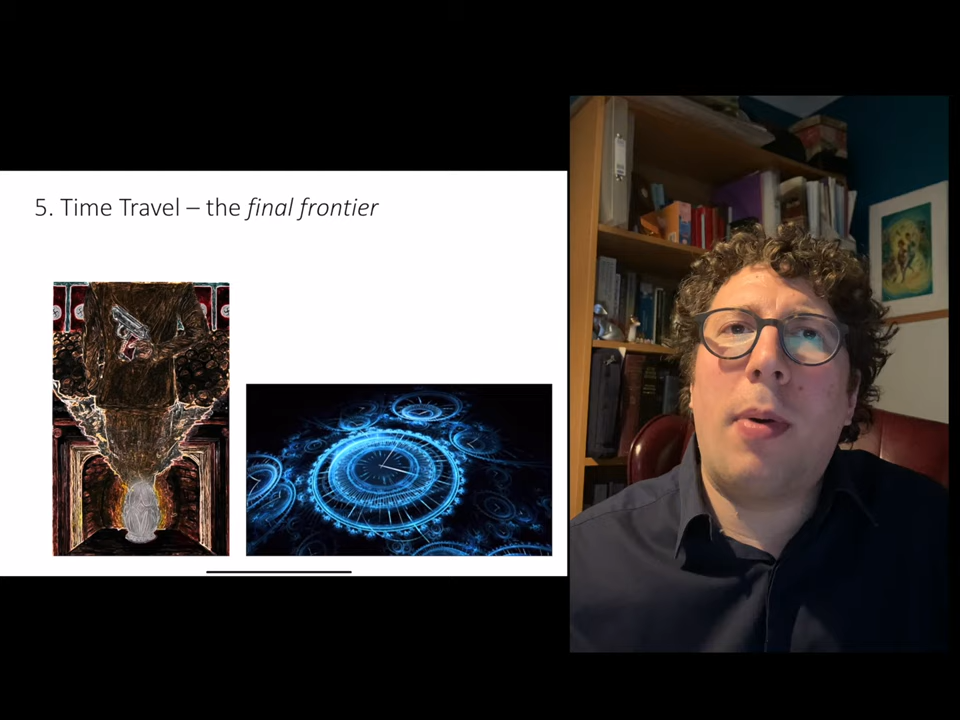 5. Time Travel – the final frontier